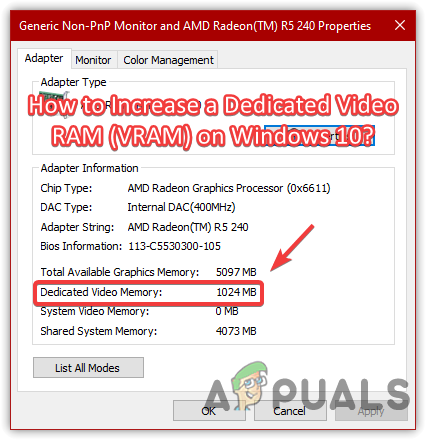 Generic Non-PnP Monitor and AMD Radeon(TM) R5 240 Properties
Adapter Monitor Color Management
Adapter Type
How to Increase a Dedicated Video
RAM (VRAM) on Windows 10?
Adapter Information
Chip Type: AMD Radeon Graphics Processor (0x6611)
DAC Type: Internal DAC(400MHz)
Adapter String: AMD Radeon(TM) R5 240
Bios Information: 113-C5530300-105
Total Available Graphics Memory: 5097 MB
Dedicated Video Memory: 1024 MB
System Video Memory: 0 MB
Shared System Memory: 4073 MB
List All Modes
APPUALS
OK Cancel Apply